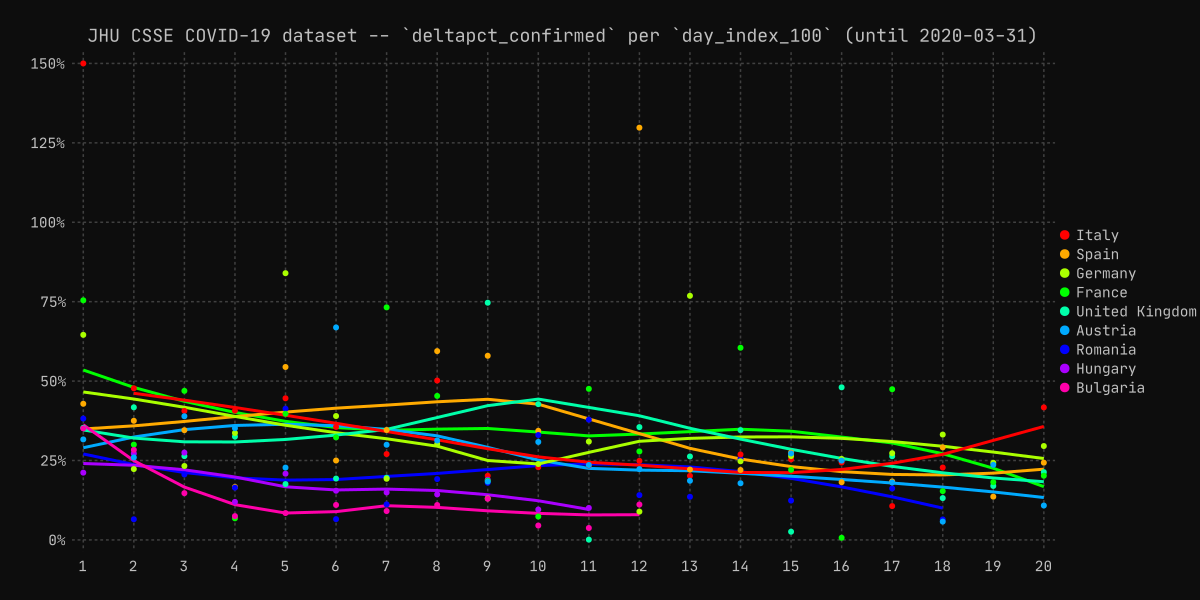 JHU CSSE COVID-19 dataset -- `deltapct_confirmed` per `day_index_100` (until 2020-03-31)
150%
125%
100%
75%
50%
25%
0%
1 2 3 4 5 6 7 8 9 10 11 12 13 14 15 16 17 18 19 20
Italy
Spain
Germany
France
United Kingdom
Austria
Romania
Hungary
Bulgaria